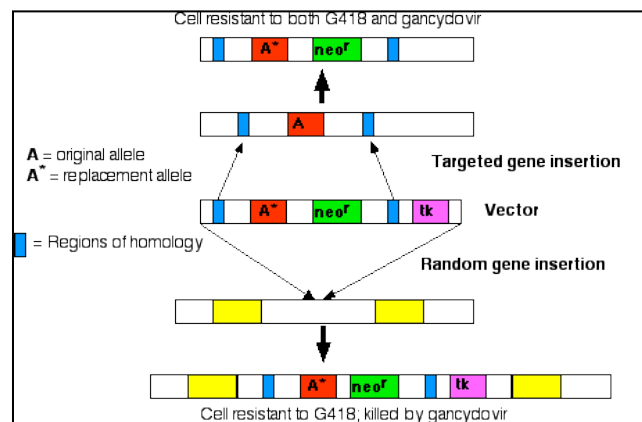 Cell resistant to both G418 and gancydovir
A* neor
A
A = original allele
A* = replacement allele
Targeted gene insertion
A* neor tk Vector
= Regions of homology
Random gene insertion
A* neor tk
Cell resistant to G418; killed by gancydovir